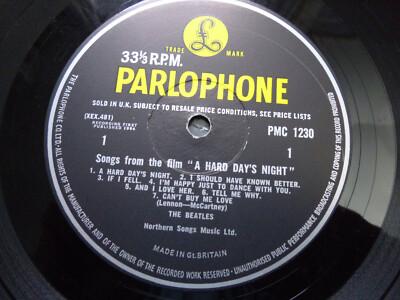 £
TRADE MARK
33⅓ R.P.M.
PARLOPHONE
SOLD IN U.K. SUBJECT TO RESALE PRICE CONDITIONS, SEE PRICE LISTS
(XEX.481)
PMC 1230
RECORDING FIRST
PUBLISHED 1964
1
1
Songs from the film "A HARD DAY'S NIGHT"
1. A HARD DAY'S NIGHT. 2. I SHOULD HAVE KNOWN BETTER.
3. IF I FELL. 4. I'M HAPPY JUST TO DANCE WITH YOU.
5. AND I LOVE HER. 6. TELL ME WHY.
7. CAN'T BUY ME LOVE
(Lennon—McCartney)
THE BEATLES
Northern Songs Music Ltd.
MADE IN GT. BRITAIN
THE PARLOPHONE CO LTD. ALL RIGHTS OF THE MANUFACTURER AND OF THE OWNER OF THE RECORDED WORK RESERVED · UNAUTHORISED PUBLIC PERFORMANCE BROADCASTING AND COPYING OF THIS RECORD PROHIBITED